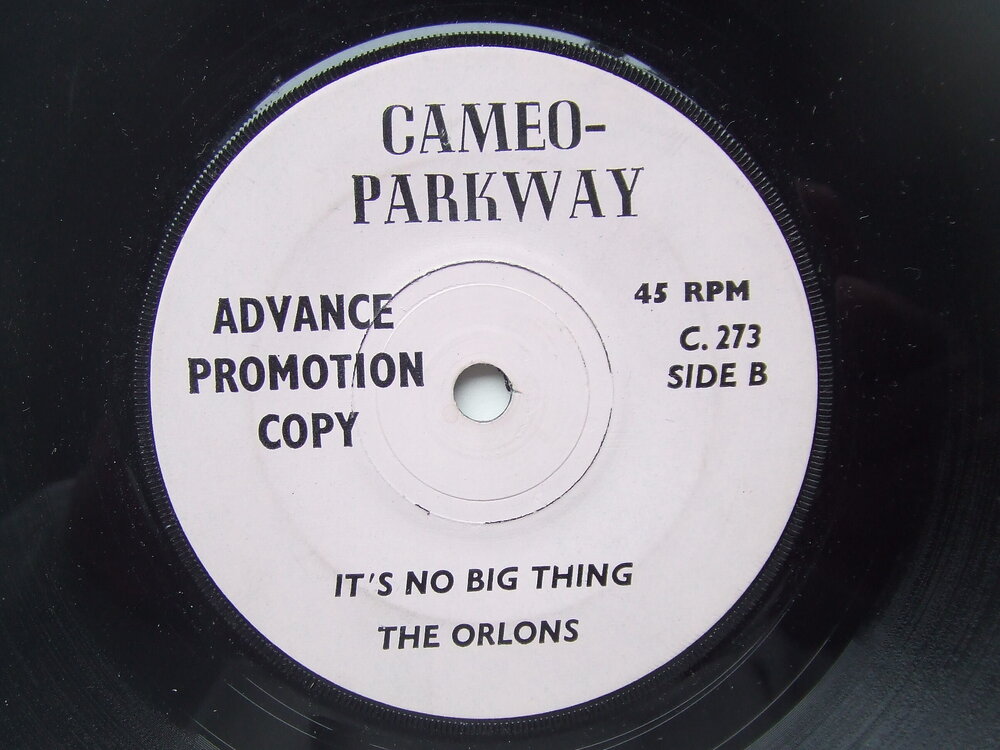 CAMEO-
PARKWAY
ADVANCE
PROMOTION
COPY
45 RPM
C. 273
SIDE B
IT'S NO BIG THING
THE ORLONS